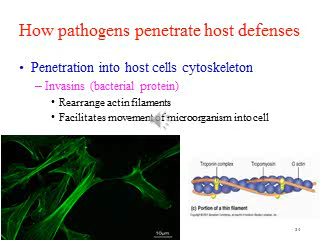 How pathogens penetrate host defenses
• Penetration into host cells cytoskeleton
– Invasins (bacterial protein)
• Rearrange actin filaments
• Facilitates movement of microorganism into cell
Troponin complex Tropomyosin G actin
10µm
(c) Portion of a thin filament